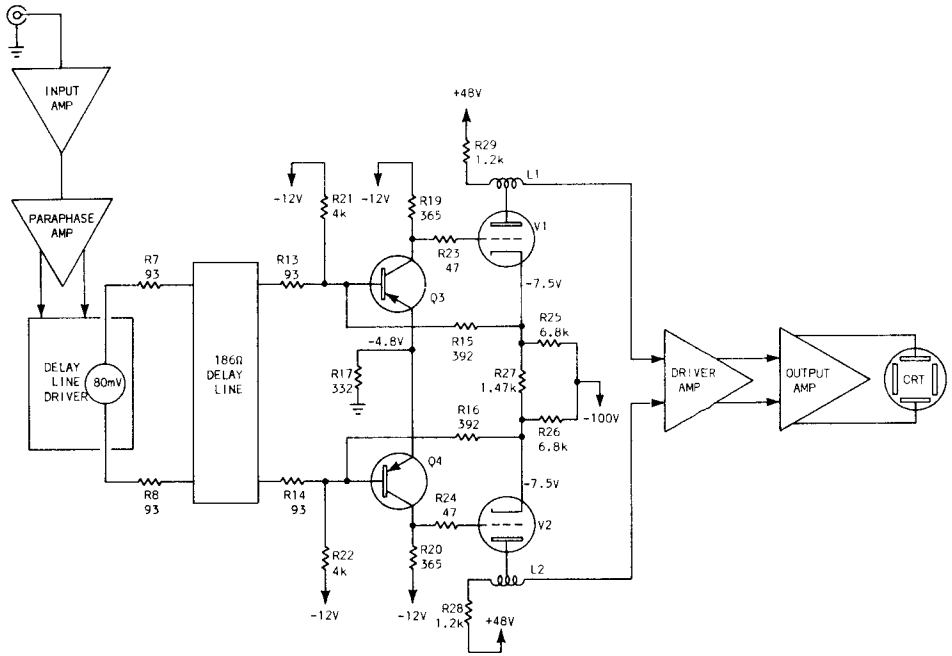 INPUT
AMP
PARAPHASE
AMP
DELAY
LINE
DRIVER
80mV
R7
93
R8
93
186Ω
DELAY
LINE
R13
93
R14
93
-12V
R21
4k
-12V
R19
365
Q3
-4.8V
R17
332
R15
392
R16
392
Q4
R22
4k
-12V
R20
365
-12V
R23
47
R24
47
+48V
R29
1.2k
L1
V1
-7.5V
R25
6.8k
R27
1.47k
R26
6.8k
-100V
-7.5V
V2
L2
R28
1.2k
+48V
DRIVER
AMP
OUTPUT
AMP
CRT